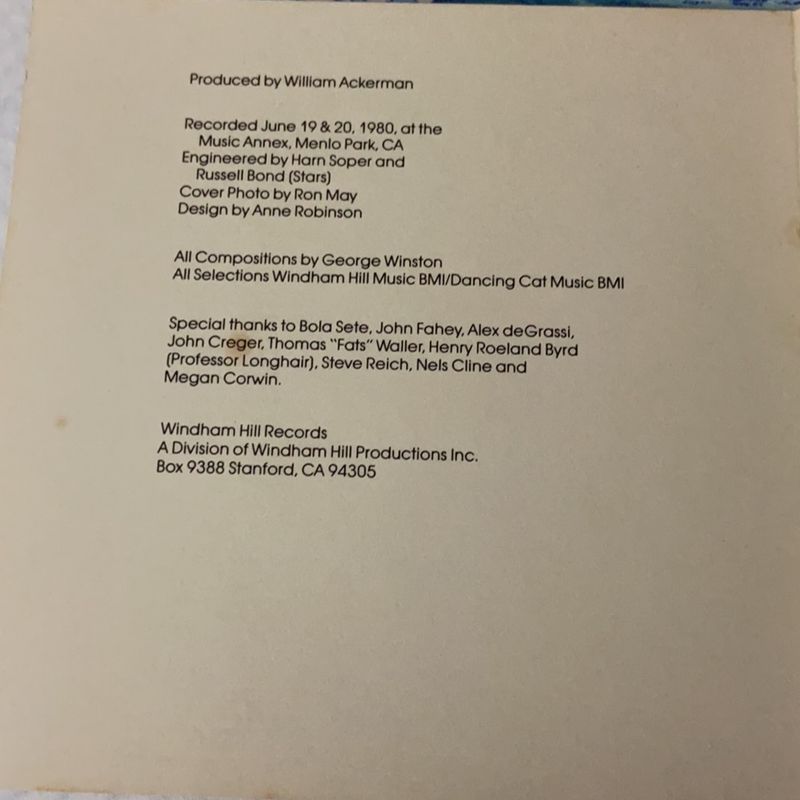 Produced by William Ackerman
Recorded June 19 & 20, 1980, at the
Music Annex, Menlo Park, CA
Engineered by Harn Soper and
Russell Bond (Stars)
Cover Photo by Ron May
Design by Anne Robinson
All Compositions by George Winston
All Selections Windham Hill Music BMI/Dancing Cat Music BMI
Special thanks to Bola Sete, John Fahey, Alex deGrassi,
John Creger, Thomas "Fats" Waller, Henry Roeland Byrd
(Professor Longhair), Steve Reich, Nels Cline and
Megan Corwin.
Windham Hill Records
A Division of Windham Hill Productions Inc.
Box 9388 Stanford, CA 94305